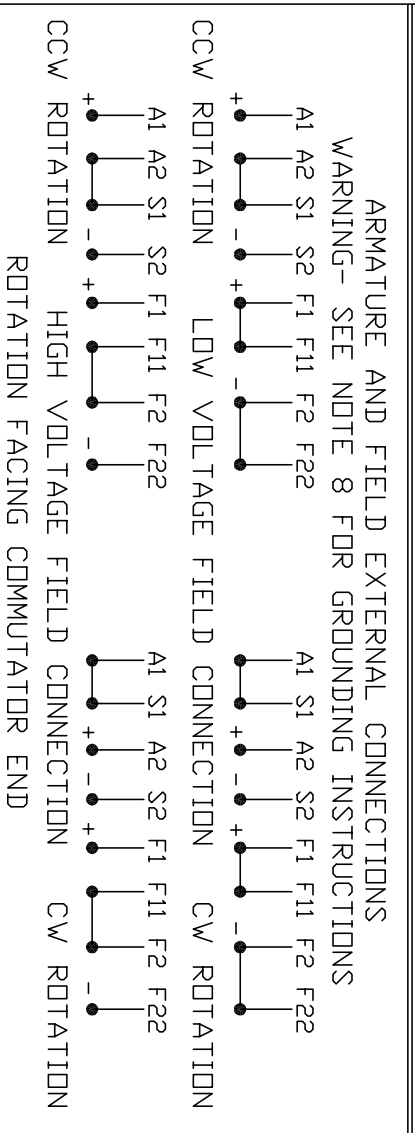 ARMATURE AND FIELD EXTERNAL CONNECTIONS
WARNING- SEE NOTE 8 FOR GROUNDING INSTRUCTIONS
A1 A2 S1 S2 F1 F11 F2 F22 A1 S1 A2 S2 F1 F11 F2 F22
+ - + - + - + -
CCW ROTATION LOW VOLTAGE FIELD CONNECTION CW ROTATION
A1 A2 S1 S2 F1 F11 F2 F22 A1 S1 A2 S2 F1 F11 F2 F22
+ - + - + - + -
CCW ROTATION HIGH VOLTAGE FIELD CONNECTION CW ROTATION
ROTATION FACING COMMUTATOR END